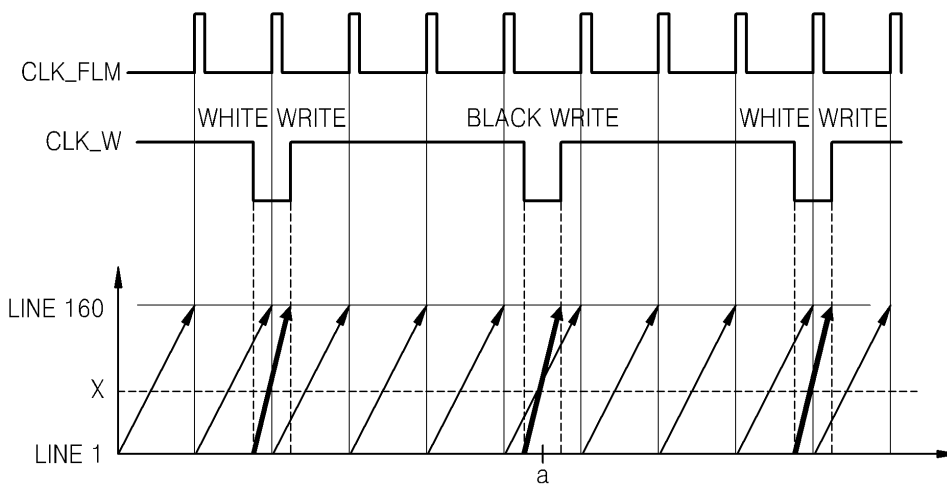 CLK_FLM
WHITE WRITE BLACK WRITE WHITE WRITE
CLK_W
LINE 160
X
LINE 1
a